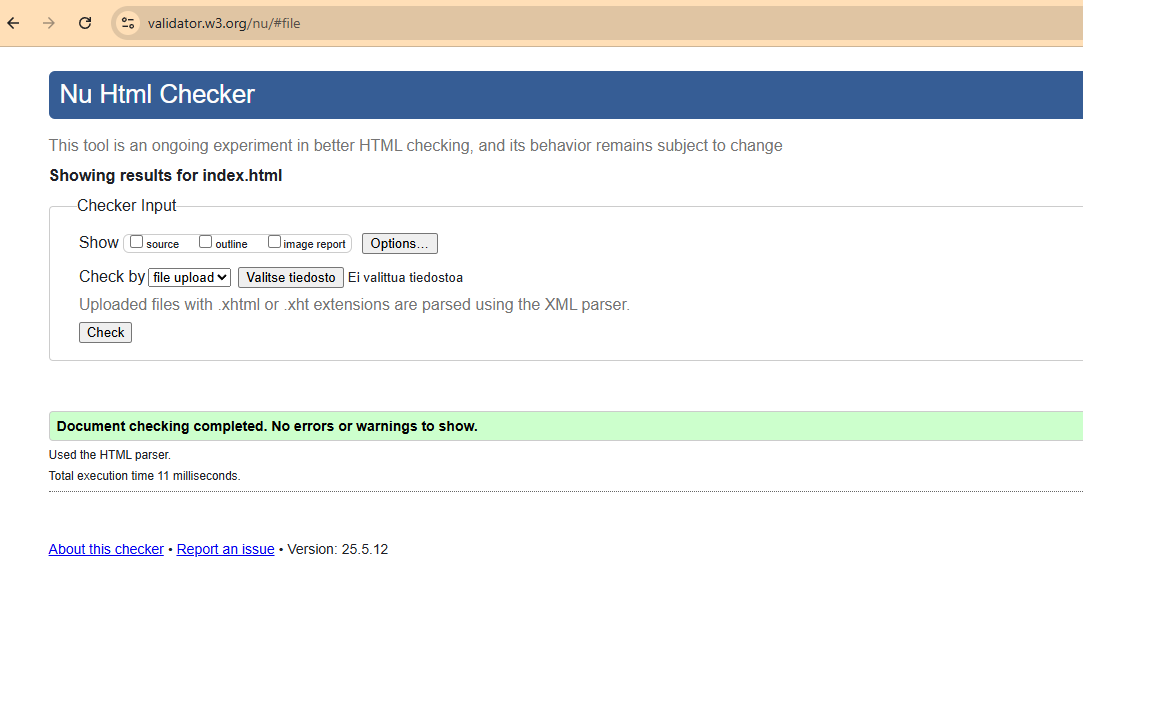 validator.w3.org/nu/#file
Nu Html Checker
This tool is an ongoing experiment in better HTML checking, and its behavior remains subject to change
Showing results for index.html
Checker Input
Show source outline image report Options...
Check by file upload Valitse tiedosto Ei valittua tiedostoa
Uploaded files with .xhtml or .xht extensions are parsed using the XML parser.
Check
Document checking completed. No errors or warnings to show.
Used the HTML parser.
Total execution time 11 milliseconds.
About this checker • Report an issue • Version: 25.5.12